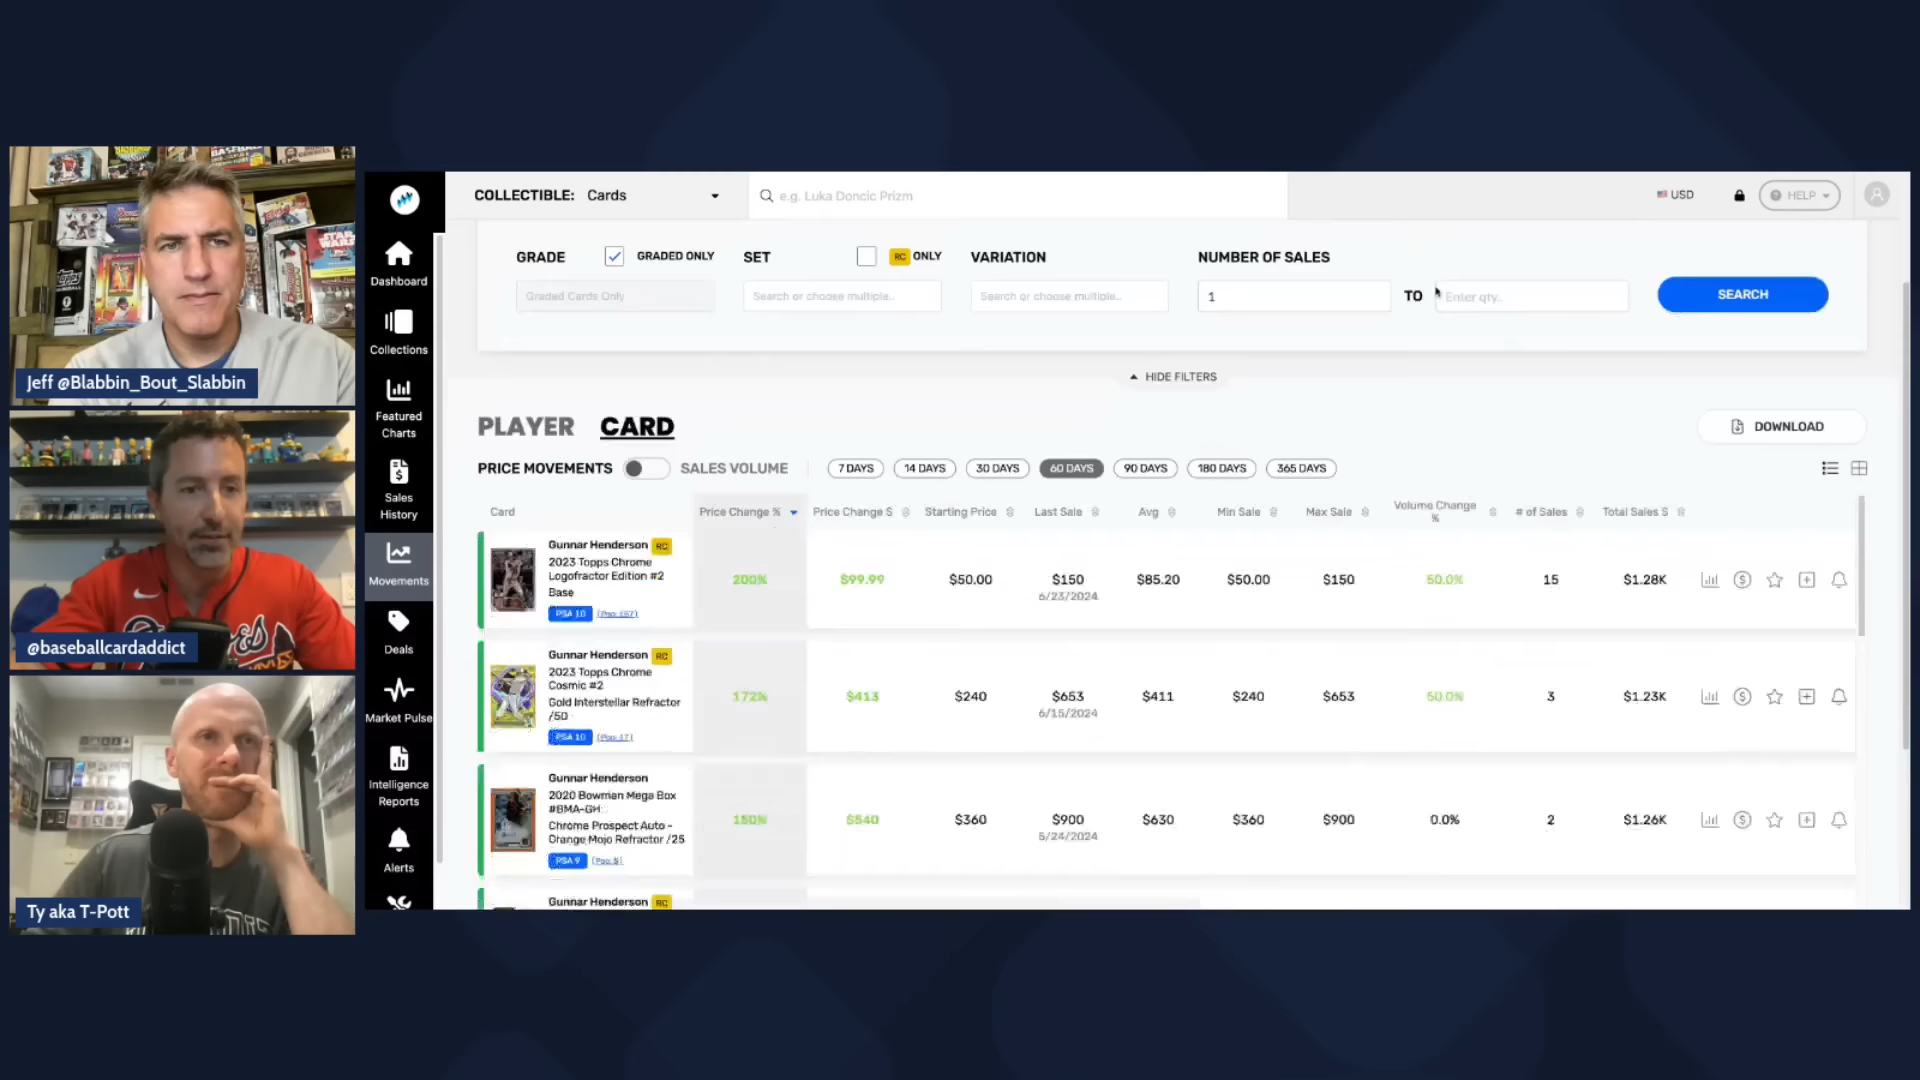 Jeff @Blabbin_Bout_Slabbin
@baseballcardaddict
Ty aka T-Pott
Dashboard
Collections
Featured
Charts
Sales
History
Movements
Deals
Market Pulse
Intelligence
Reports
Alerts
COLLECTIBLE: Cards
e.g. Luka Doncic Prizm
USD
HELP
GRADE GRADED ONLY SET RC ONLY VARIATION NUMBER OF SALES
Graded Cards Only Search or choose multiple.. Search or choose multiple.. 1 TO Enter qty.. SEARCH
HIDE FILTERS
PLAYER CARD
DOWNLOAD
PRICE MOVEMENTS SALES VOLUME 7 DAYS 14 DAYS 30 DAYS 60 DAYS 90 DAYS 180 DAYS 365 DAYS
Card Price Change % Price Change $ Starting Price Last Sale Avg Min Sale Max Sale Volume Change % # of Sales Total Sales $
Gunnar Henderson RC
2023 Topps Chrome
Logofractor Edition #2
Base
PSA 10
200% $99.99 $50.00 $150 $85.20 $50.00 $150 50.0% 15 $1.28K
6/23/2024
Gunnar Henderson RC
2023 Topps Chrome
Cosmic #2
Gold Interstellar Refractor
/50
PSA 10 (Pop: 17)
172% $413 $240 $653 $411 $240 $653 50.0% 3 $1.23K
6/15/2024
Gunnar Henderson
2020 Bowman Mega Box
#BMA-GH
Chrome Prospect Auto -
Orange Mojo Refractor /25
PSA 9
150% $540 $360 $900 $630 $360 $900 0.0% 2 $1.26K
5/24/2024
Gunnar Henderson RC